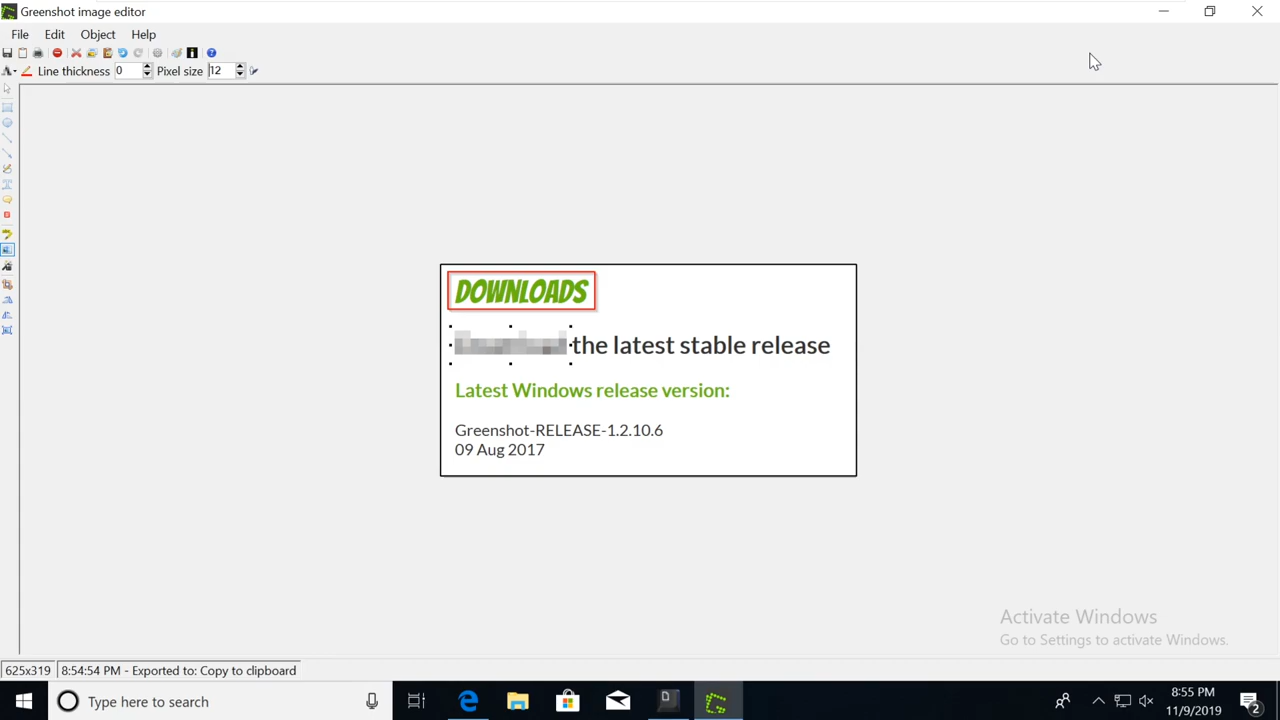 Greenshot image editor
File Edit Object Help
Line thickness 0 Pixel size 12
DOWNLOADS
the latest stable release
Latest Windows release version:
Greenshot-RELEASE-1.2.10.6
09 Aug 2017
Activate Windows
Go to Settings to activate Windows.
625x319 8:54:54 PM - Exported to: Copy to clipboard
Type here to search
8:55 PM
11/9/2019
2